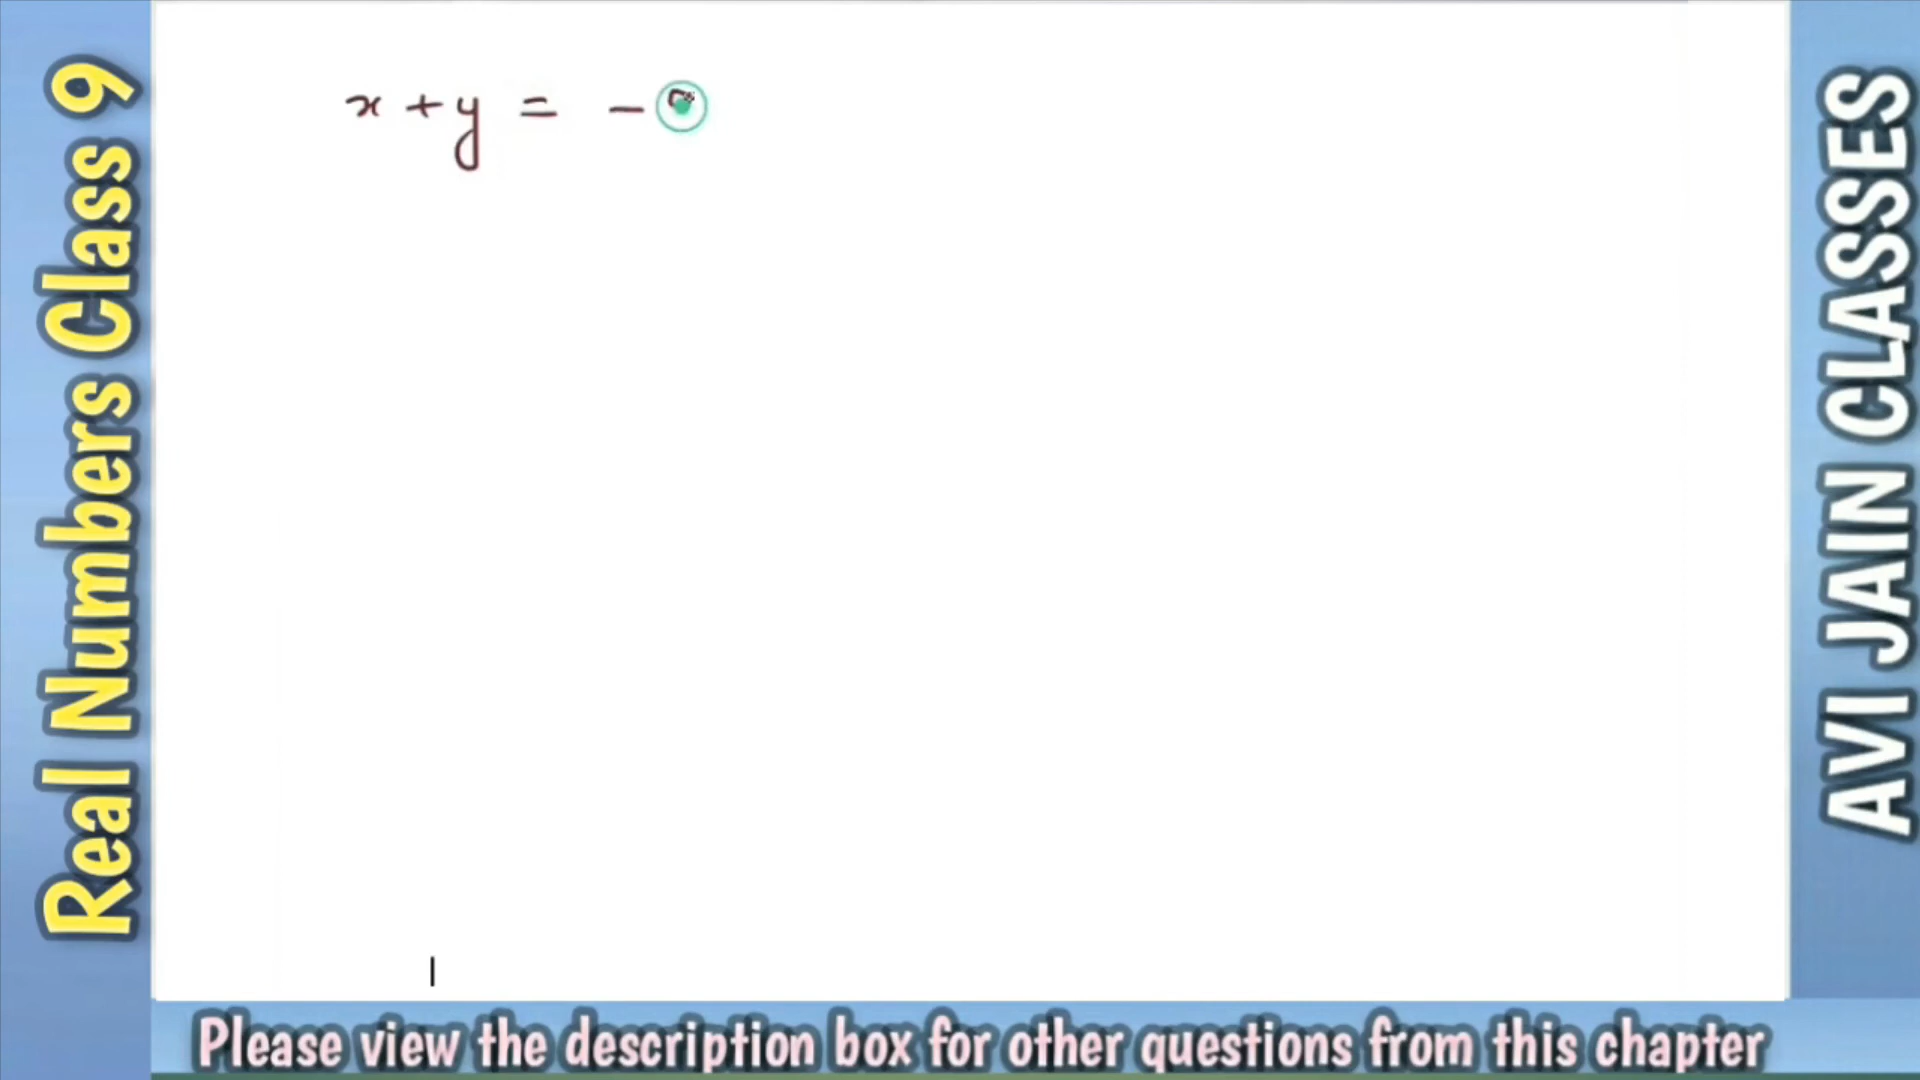 Real Numbers Class 9
x + y = -
AVI JAIN CLASSES
Please view the description box for other questions from this chapter